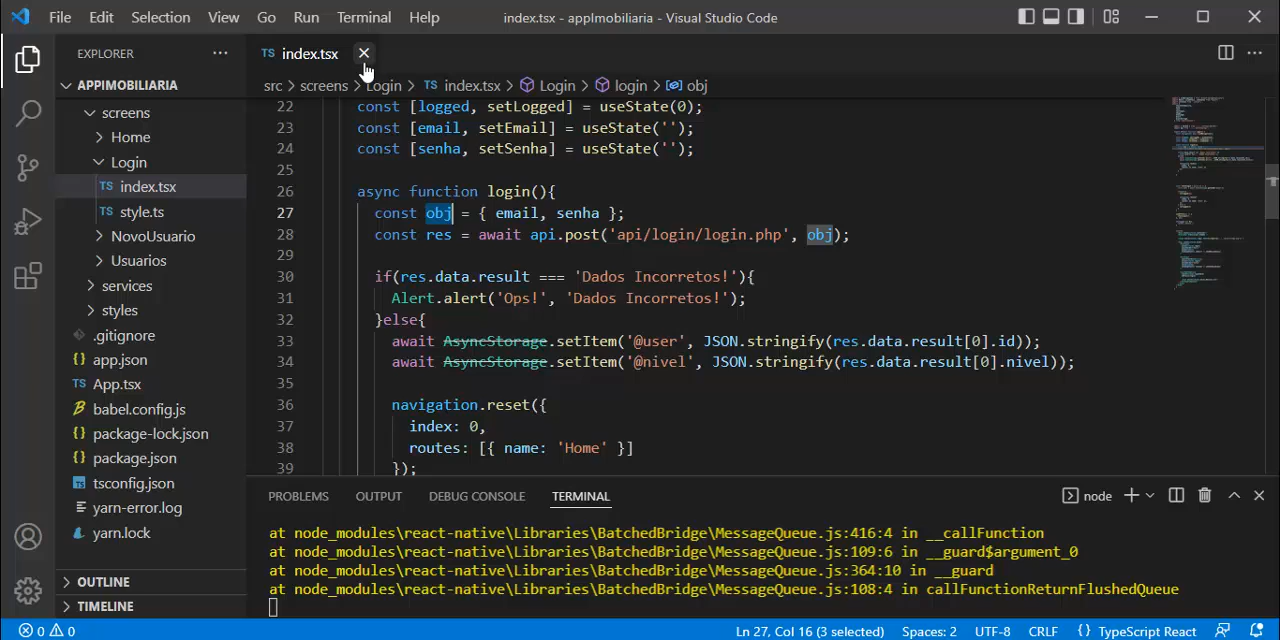 File Edit Selection View Go Run Terminal Help index.tsx - appImobiliaria - Visual Studio Code
EXPLORER ··· TS index.tsx ×
APPIMOBILIARIA src > screens > Login > TS index.tsx > Login > login > obj
screens
Home
Login
TS index.tsx
TS style.ts
NovoUsuario
Usuarios
services
styles
.gitignore
{} app.json
TS App.tsx
babel.config.js
{} package-lock.json
{} package.json
tsconfig.json
yarn-error.log
yarn.lock
OUTLINE
TIMELINE
22 const [logged, setLogged] = useState(0);
23 const [email, setEmail] = useState('');
24 const [senha, setSenha] = useState('');
25
26 async function login(){
27 const obj = { email, senha };
28 const res = await api.post('api/login/login.php', obj);
29
30 if(res.data.result === 'Dados Incorretos!'){
31 Alert.alert('Ops!', 'Dados Incorretos!');
32 }else{
33 await AsyncStorage.setItem('@user', JSON.stringify(res.data.result[0].id));
34 await AsyncStorage.setItem('@nivel', JSON.stringify(res.data.result[0].nivel));
35
36 navigation.reset({
37 index: 0,
38 routes: [{ name: 'Home' }]
39 });
PROBLEMS OUTPUT DEBUG CONSOLE TERMINAL node
at node_modules\react-native\Libraries\BatchedBridge\MessageQueue.js:416:4 in __callFunction
at node_modules\react-native\Libraries\BatchedBridge\MessageQueue.js:109:6 in __guard$argument_0
at node_modules\react-native\Libraries\BatchedBridge\MessageQueue.js:364:10 in __guard
at node_modules\react-native\Libraries\BatchedBridge\MessageQueue.js:108:4 in callFunctionReturnFlushedQueue
0 0 Ln 27, Col 16 (3 selected) Spaces: 2 UTF-8 CRLF {} TypeScript React